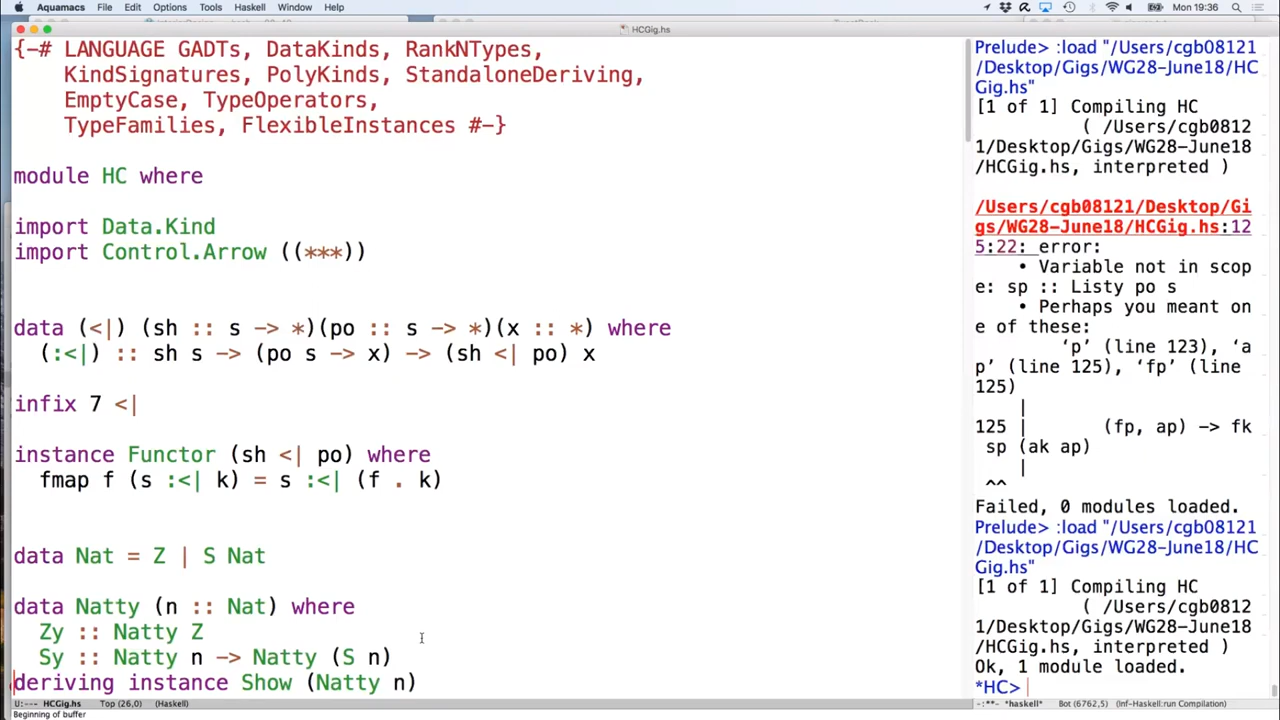 Aquamacs File Edit Options Tools Haskell Window Help Mon 19:36
HCGig.hs
{-# LANGUAGE GADTs, DataKinds, RankNTypes,
KindSignatures, PolyKinds, StandaloneDeriving,
EmptyCase, TypeOperators,
TypeFamilies, FlexibleInstances #-}
module HC where
import Data.Kind
import Control.Arrow ((***))
data (<|) (sh :: s -> *)(po :: s -> *)(x :: *) where
(:<|) :: sh s -> (po s -> x) -> (sh <| po) x
infix 7 <|
instance Functor (sh <| po) where
fmap f (s :<| k) = s :<| (f . k)
data Nat = Z | S Nat
data Natty (n :: Nat) where
Zy :: Natty Z
Sy :: Natty n -> Natty (S n)
deriving instance Show (Natty n)
U:--- HCGig.hs Top (26,0) (Haskell)
Beginning of buffer
Prelude> :load "/Users/cgb08121
/Desktop/Gigs/WG28-June18/HC
Gig.hs"
[1 of 1] Compiling HC
( /Users/cgb0812
1/Desktop/Gigs/WG28-June18
/HCGig.hs, interpreted )
/Users/cgb08121/Desktop/Gi
gs/WG28-June18/HCGig.hs:12
5:22: error:
• Variable not in scop
e: sp :: Listy po s
• Perhaps you meant on
e of these:
‘p’ (line 123), ‘a
p’ (line 125), ‘fp’ (line
125)
|
125 | (fp, ap) -> fk
sp (ak ap)
|
^^
Failed, 0 modules loaded.
Prelude> :load "/Users/cgb08121
/Desktop/Gigs/WG28-June18/HC
Gig.hs"
[1 of 1] Compiling HC
( /Users/cgb0812
1/Desktop/Gigs/WG28-June18
/HCGig.hs, interpreted )
Ok, 1 module loaded.
*HC>
-:**- *haskell* Bot (6762,5) (Inf-Haskell:run Compilation)